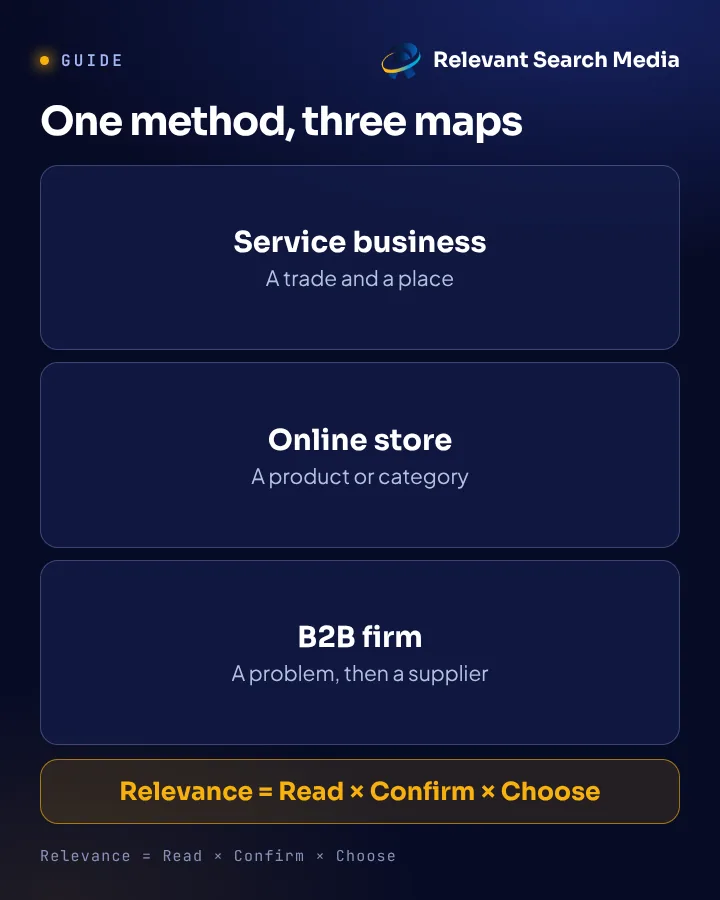 GUIDE
Relevant Search Media
One method, three maps
Service business
A trade and a place
Online store
A product or category
B2B firm
A problem, then a supplier
Relevance = Read × Confirm × Choose
Relevance = Read × Confirm × Choose